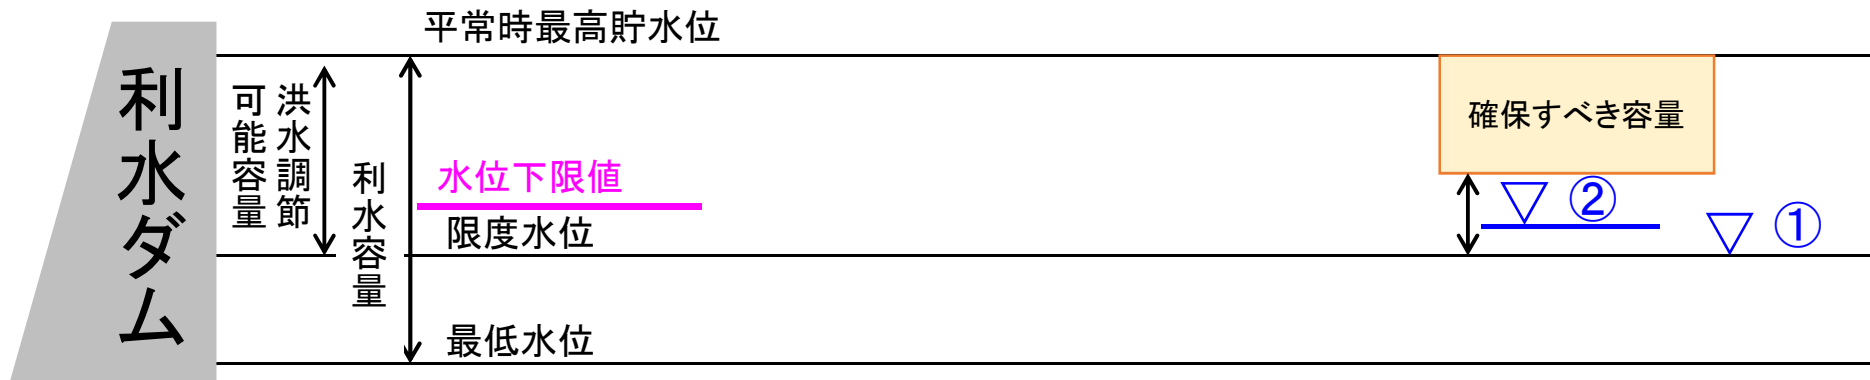 平常時最高貯水位
利水ダム
洪水調節
可能容量
利水容量
水位下限値
限度水位
最低水位
確保すべき容量
▽ ②
▽ ①